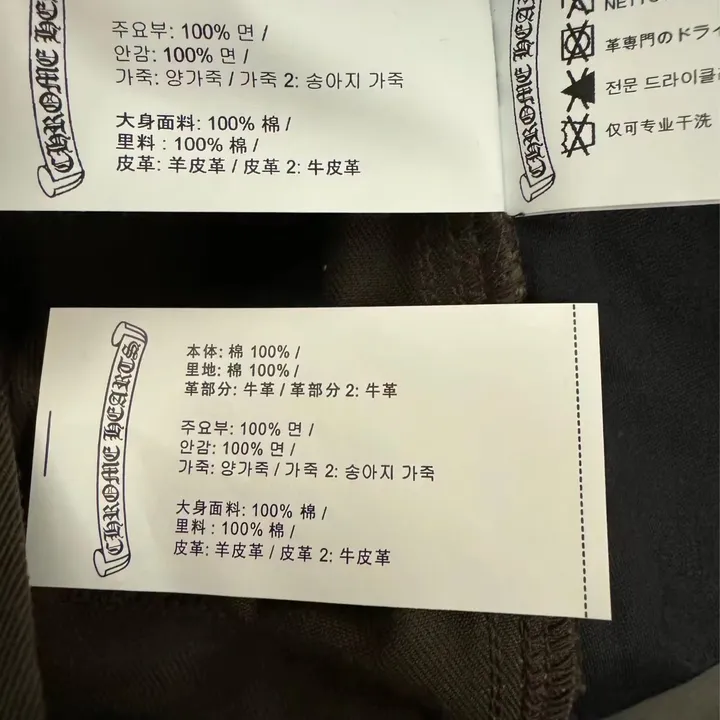 CHROME HEA
주요부: 100% 면 /
안감: 100% 면 /
가죽: 양가죽 / 가죽 2: 송아지 가죽
大身面料: 100% 棉 /
里料 : 100% 棉 /
皮革: 羊皮革 / 皮革 2: 牛皮革
CHROME HEAR
革専門のドライ
전문 드라이클
仅可专业干洗
CHROME HEARTS
本体: 棉 100% /
里地: 棉 100% /
革部分: 牛革 / 革部分 2: 牛革
주요부: 100% 면 /
안감: 100% 면 /
가죽: 양가죽 / 가죽 2: 송아지 가죽
大身面料: 100% 棉 /
里料 : 100% 棉 /
皮革: 羊皮革 / 皮革 2: 牛皮革